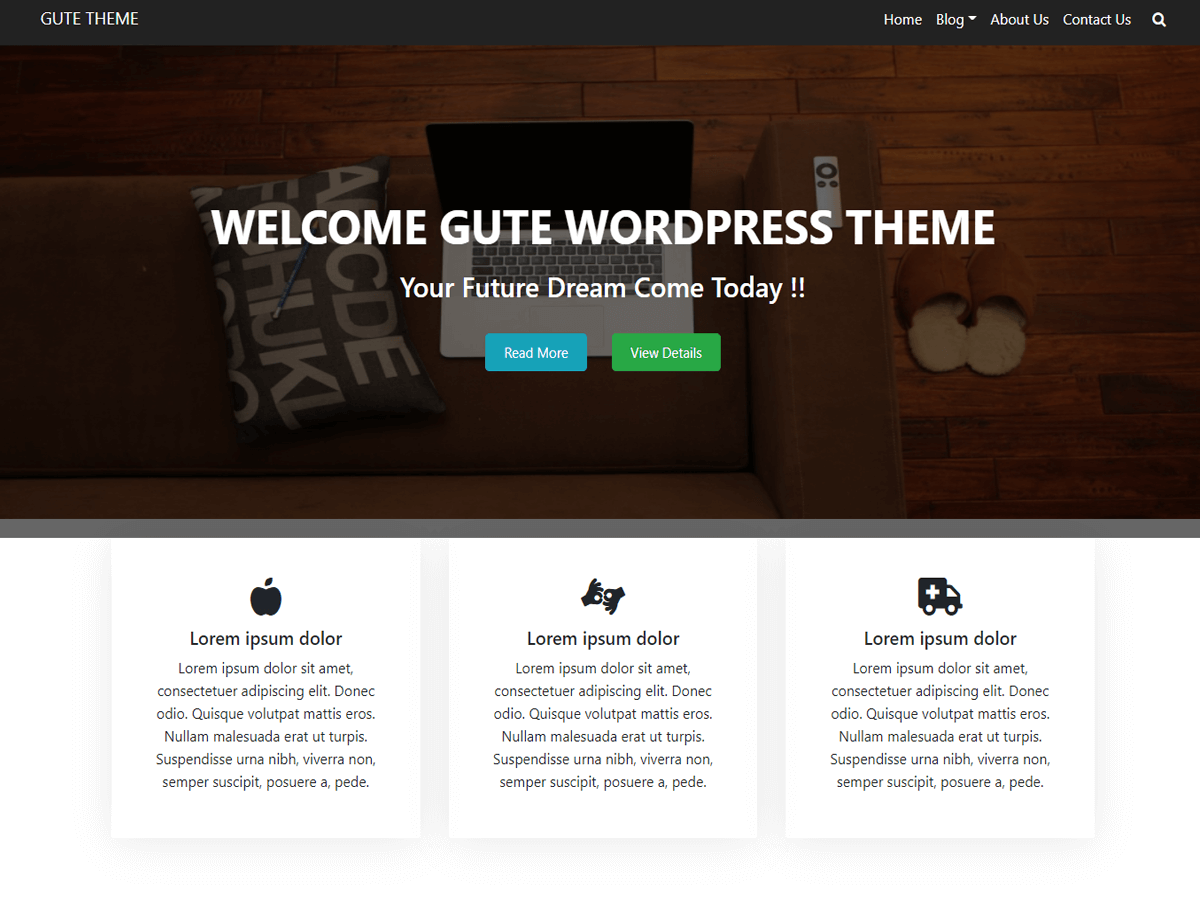 GUTE THEME
Home Blog About Us Contact Us
WELCOME GUTE WORDPRESS THEME
Your Future Dream Come Today !!
Read More View Details
Lorem ipsum dolor
Lorem ipsum dolor sit amet,
consectetuer adipiscing elit. Donec
odio. Quisque volutpat mattis eros.
Nullam malesuada erat ut turpis.
Suspendisse urna nibh, viverra non,
semper suscipit, posuere a, pede.
Lorem ipsum dolor
Lorem ipsum dolor sit amet,
consectetuer adipiscing elit. Donec
odio. Quisque volutpat mattis eros.
Nullam malesuada erat ut turpis.
Suspendisse urna nibh, viverra non,
semper suscipit, posuere a, pede.
Lorem ipsum dolor
Lorem ipsum dolor sit amet,
consectetuer adipiscing elit. Donec
odio. Quisque volutpat mattis eros.
Nullam malesuada erat ut turpis.
Suspendisse urna nibh, viverra non,
semper suscipit, posuere a, pede.